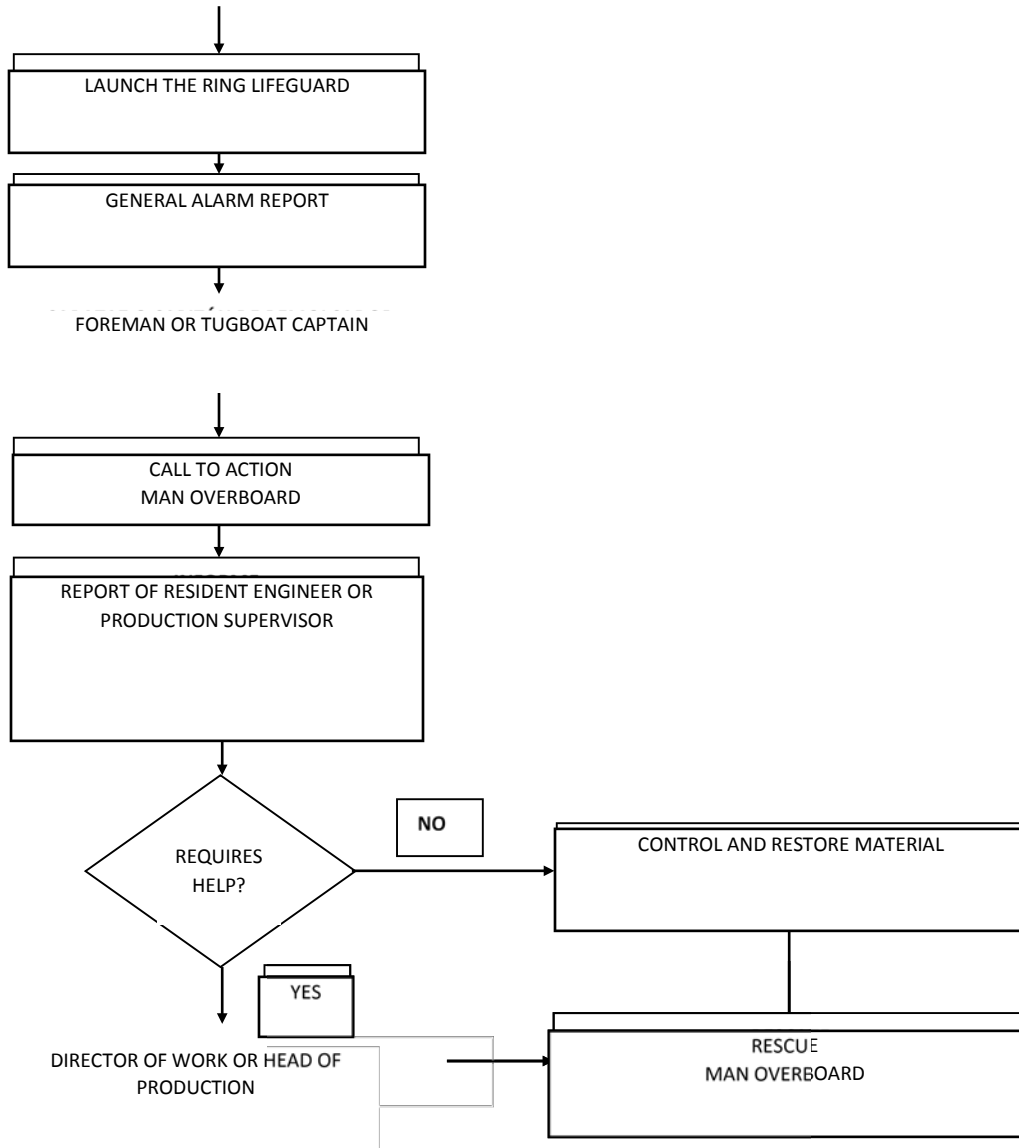 LAUNCH THE RING LIFEGUARD
GENERAL ALARM REPORT
FOREMAN OR TUGBOAT CAPTAIN
CALL TO ACTION
MAN OVERBOARD
REPORT OF RESIDENT ENGINEER OR
PRODUCTION SUPERVISOR
REQUIRES
HELP?
NO
CONTROL AND RESTORE MATERIAL
YES
DIRECTOR OF WORK OR HEAD OF
PRODUCTION
RESCUE
MAN OVERBOARD